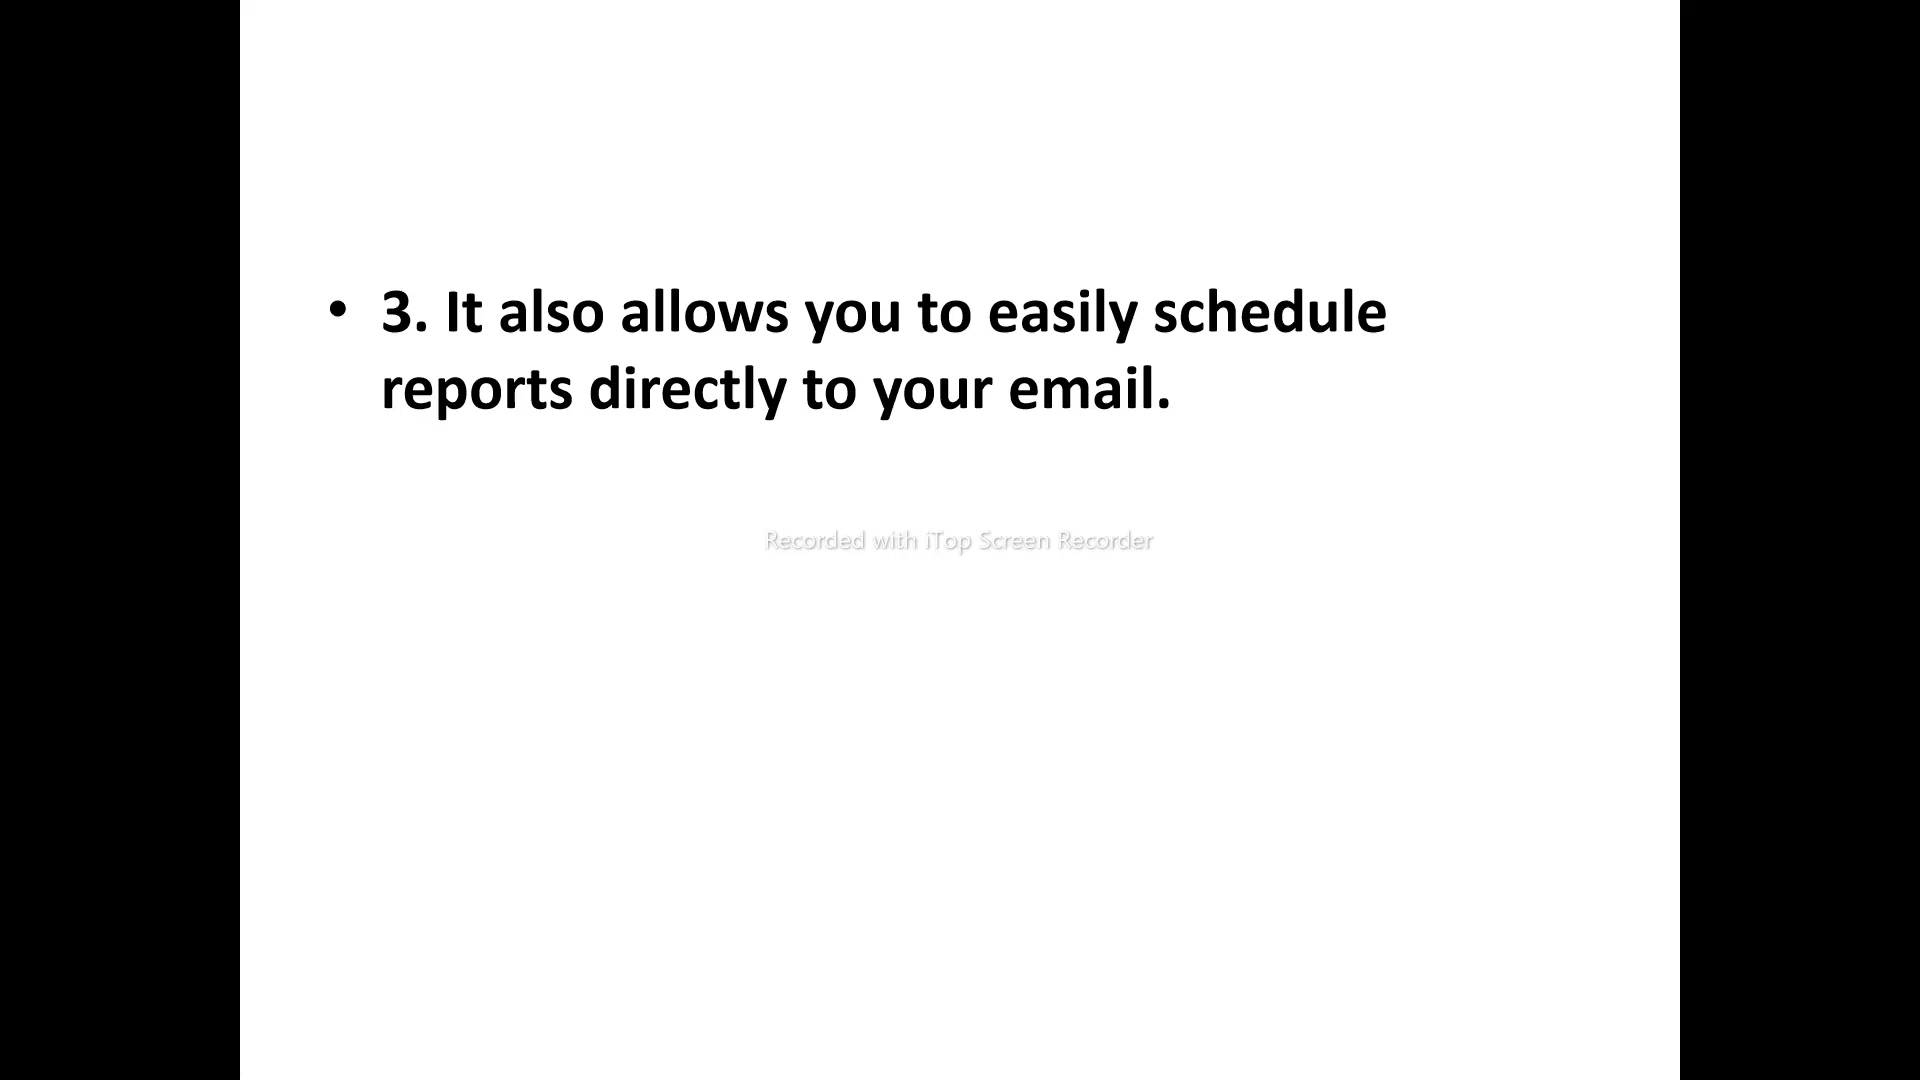 • 3. It also allows you to easily schedule
reports directly to your email.
Recorded with iTop Screen Recorder